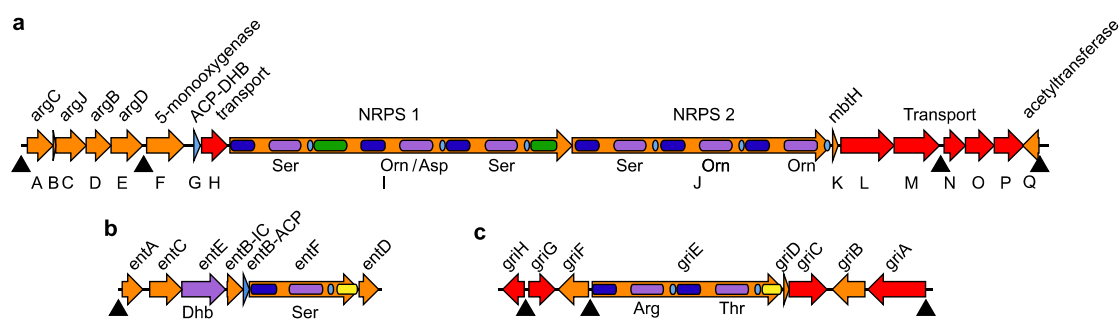 a
argC argJ argB argD 5-monooxygenase ACP-DHB transport NRPS 1 NRPS 2 mbtH Transport acetyltransferase
Ser Orn / Asp Ser Ser Orn Orn
A B C D E F G H I J K L M N O P Q
b
entA entC entE entB-IC entB-ACP entF entD
Dhb Ser
c
griH griG griF griE griD griC griB griA
Arg Thr